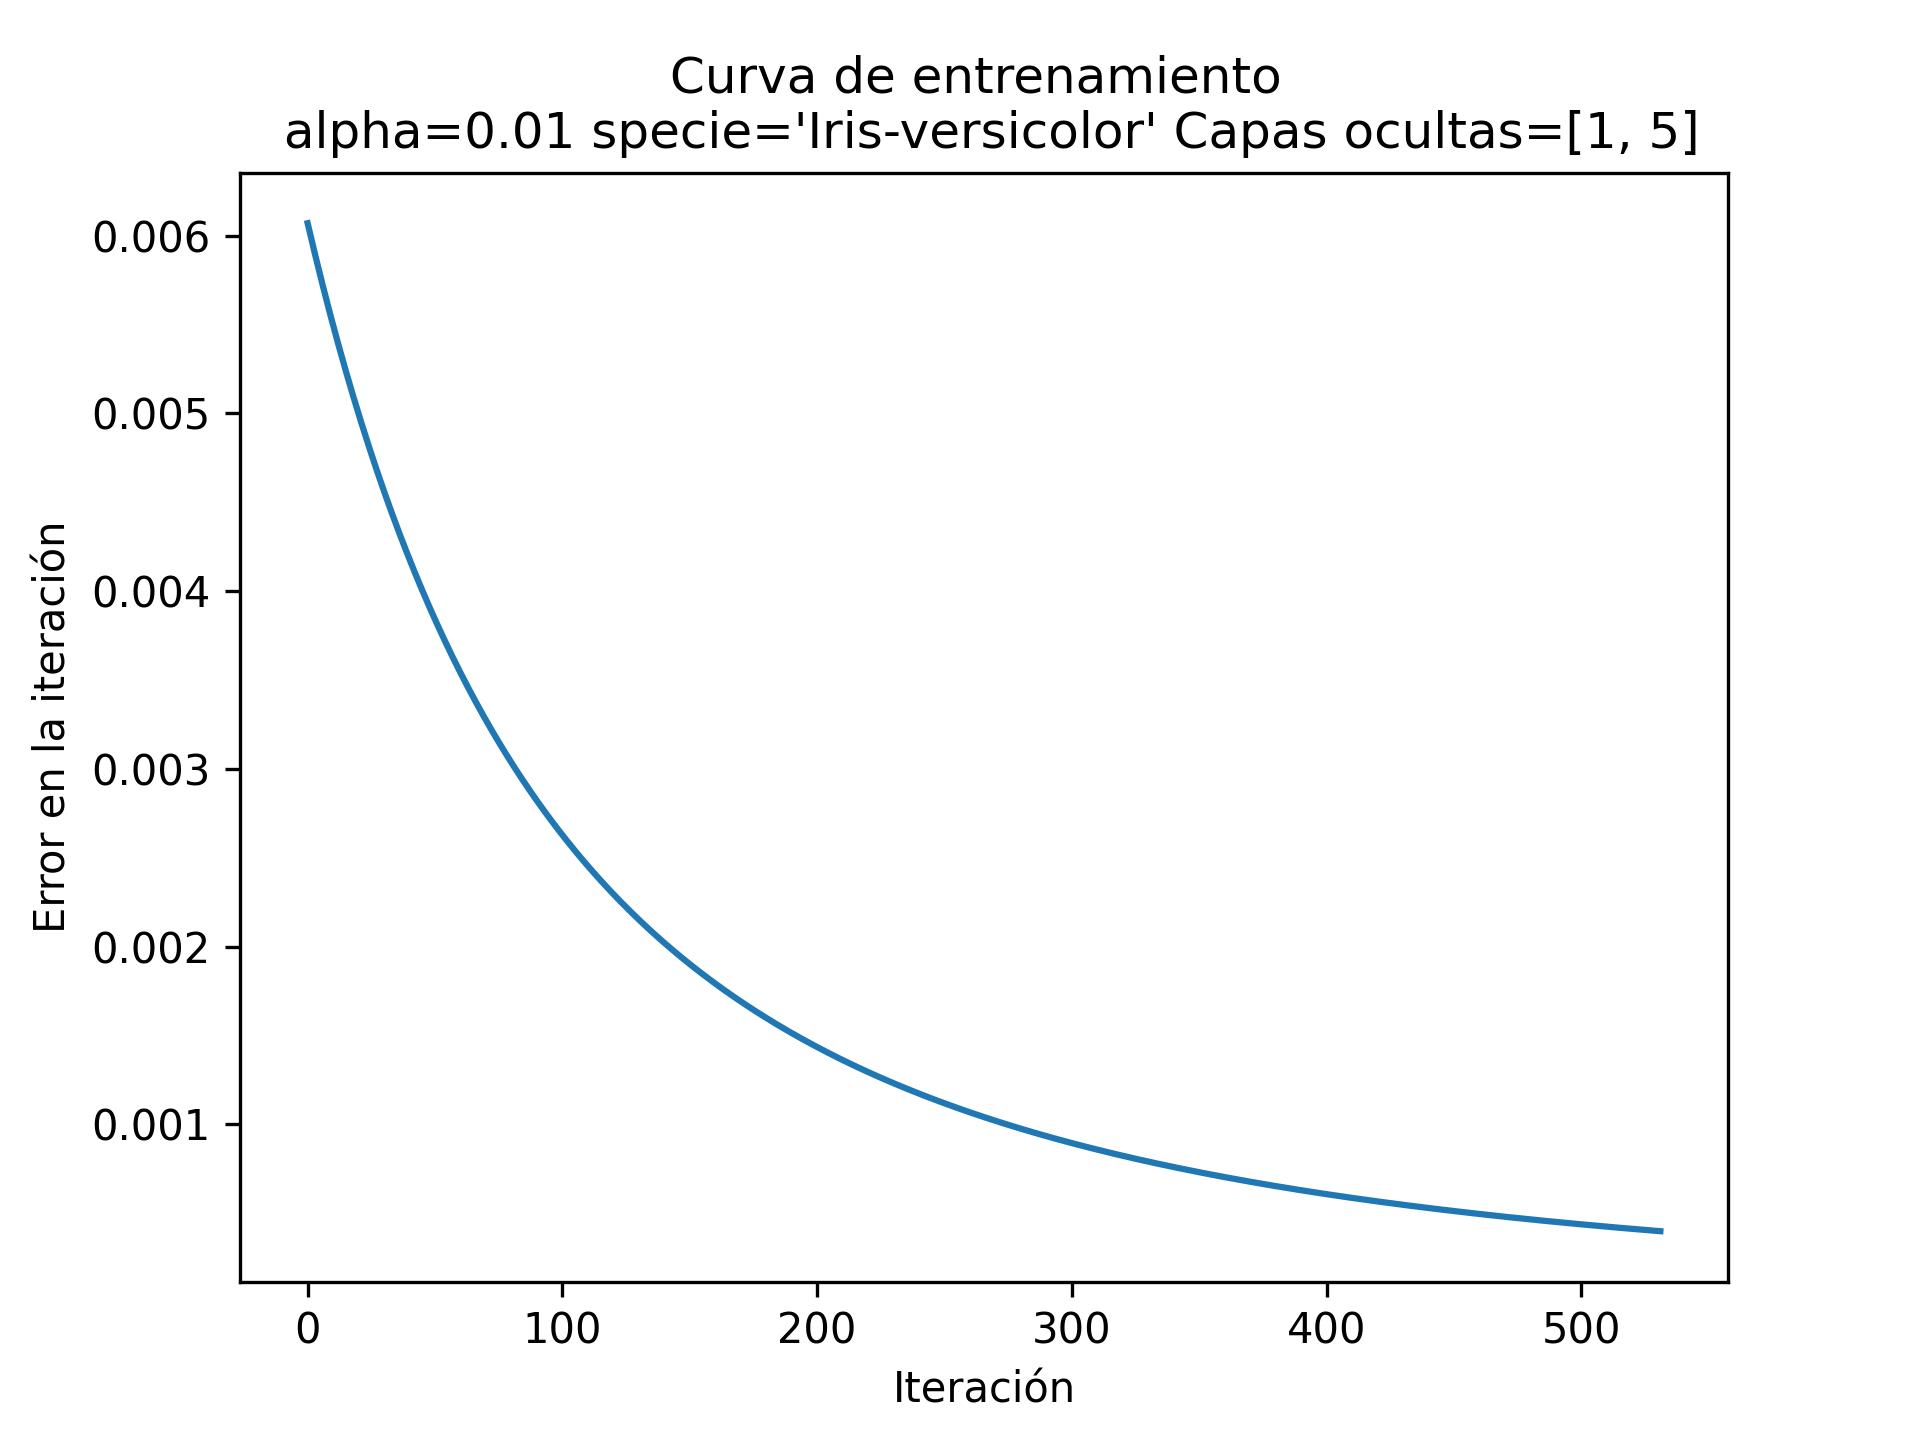 Curva de entrenamiento
alpha=0.01 specie='Iris-versicolor' Capas ocultas=[1, 5]
0.006
0.005
0.004
0.003
0.002
0.001
Error en la iteración
0 100 200 300 400 500
Iteración